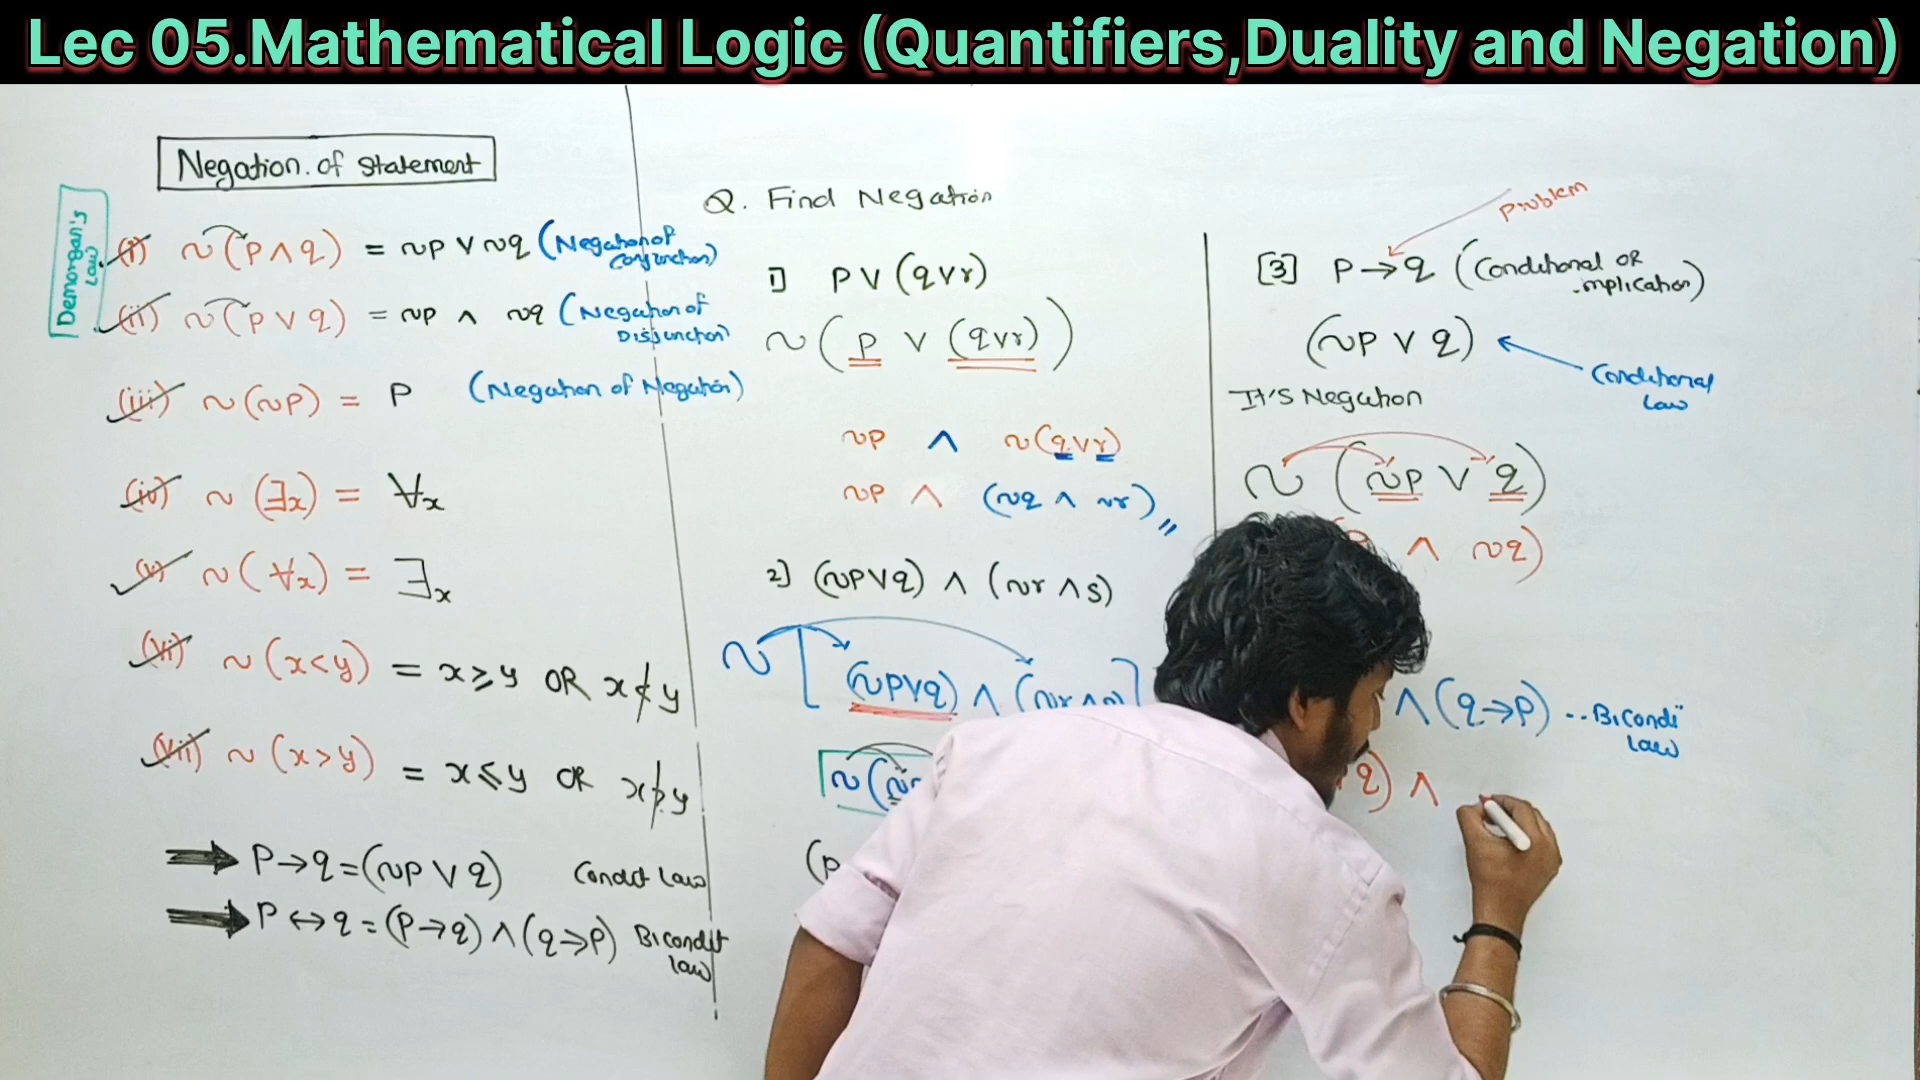 Lec 05.Mathematical Logic (Quantifiers,Duality and Negation)
Negation. of Statement
Demorgan's
Law
(i) ~(p∧q) = ~p∨~q (Negation of
Conjunction)
(ii) ~(p∨q) = ~p ∧ ~q (Negation of
Disjunction)
(iii) ~(~p) = p (Negation of Negation)
(iv) ~(∃x) = ∀x
(v) ~(∀x) = ∃x
(vi) ~(x<y) = x≥y OR x≮y
(vii) ~(x>y) = x≤y OR x≯y
p→q=(~p∨q) Condit Law
p↔q=(p→q)∧(q→p) Bicondit
law
Q. Find Negation
1] p∨(q∨r)
~(p ∨ (q∨r))
~p ∧ ~(q∨r)
~p ∧ (~q ∧ ~r)"
2] (~p∨q) ∧ (~r∧s)
~[(~p∨q) ∧ (~r∧
~(~
(p
Problem
[3] p→q (Conditional OR
implication)
(~p∨q)
Conditional
Law
It's Negation
~(~p∨q)
∧ ~q)
∧(q→p) --Bicondi"
law
q) ∧